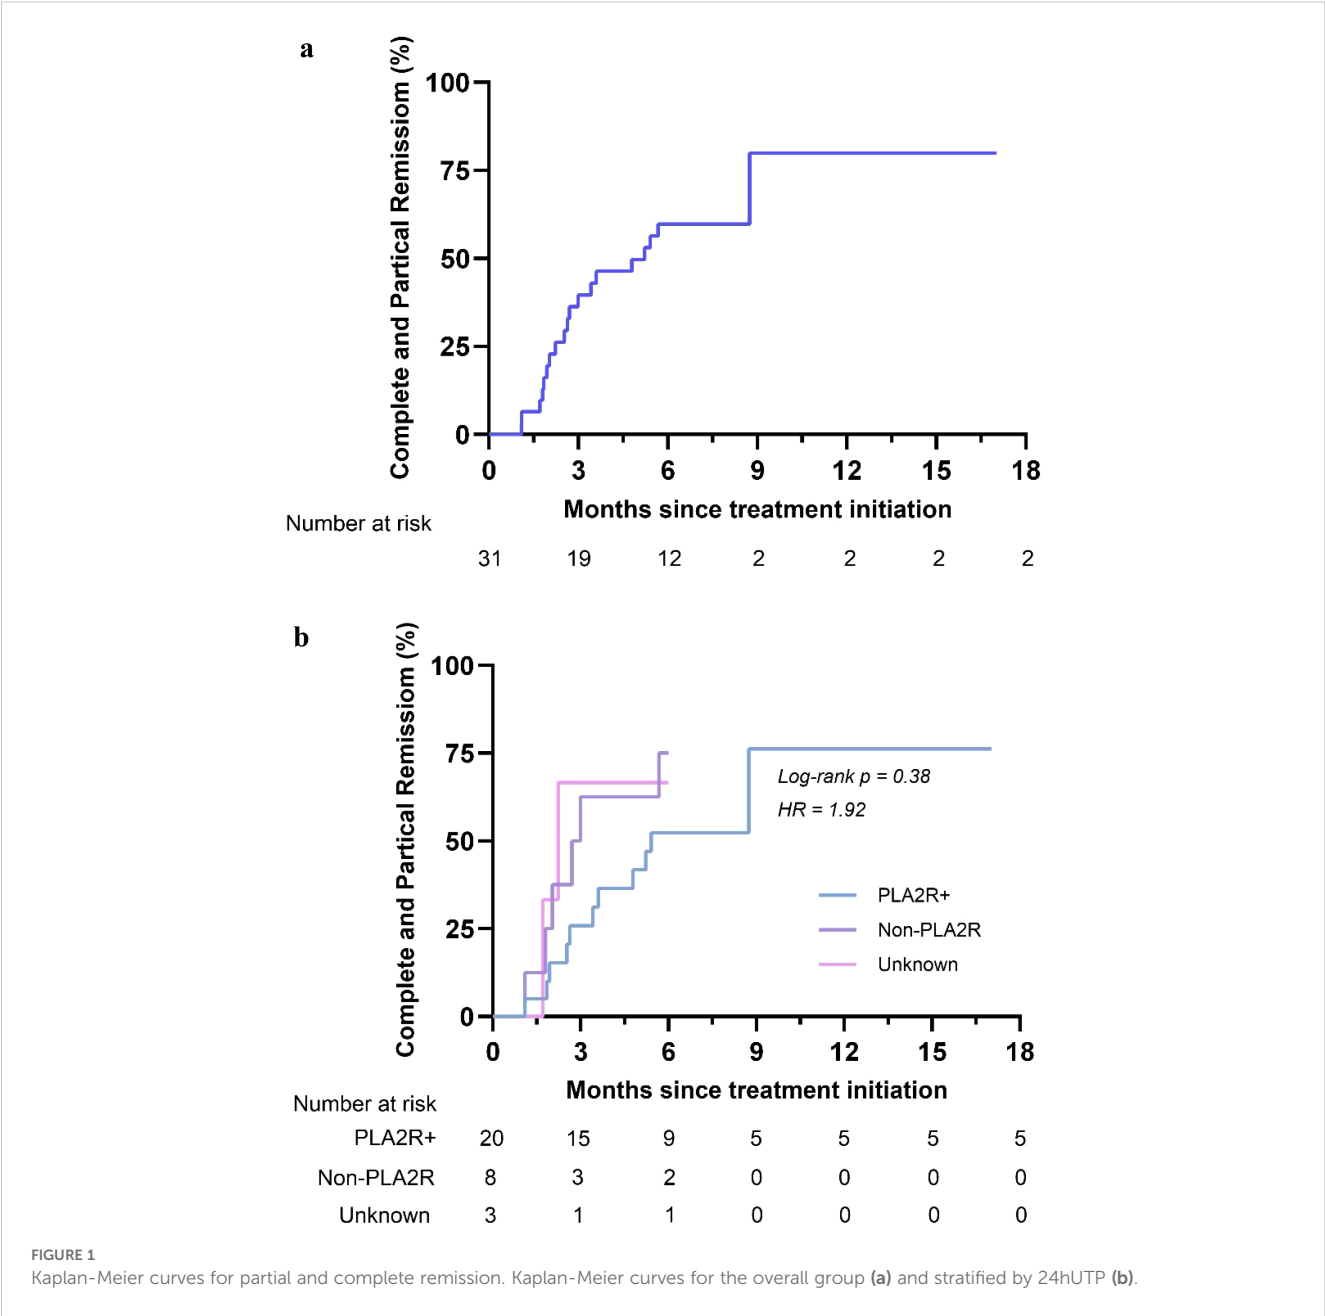 a
Complete and Partical Remissiom (%)
100
75
50
25
0
0 3 6 9 12 15 18
Months since treatment initiation
Number at risk
31 19 12 2 2 2 2
b
Complete and Partical Remissiom (%)
100
75
50
25
0
Log-rank p = 0.38
HR = 1.92
PLA2R+
Non-PLA2R
Unknown
0 3 6 9 12 15 18
Months since treatment initiation
Number at risk
PLA2R+ 20 15 9 5 5 5 5
Non-PLA2R 8 3 2 0 0 0 0
Unknown 3 1 1 0 0 0 0
FIGURE 1
Kaplan-Meier curves for partial and complete remission. Kaplan-Meier curves for the overall group (a) and stratified by 24hUTP (b).